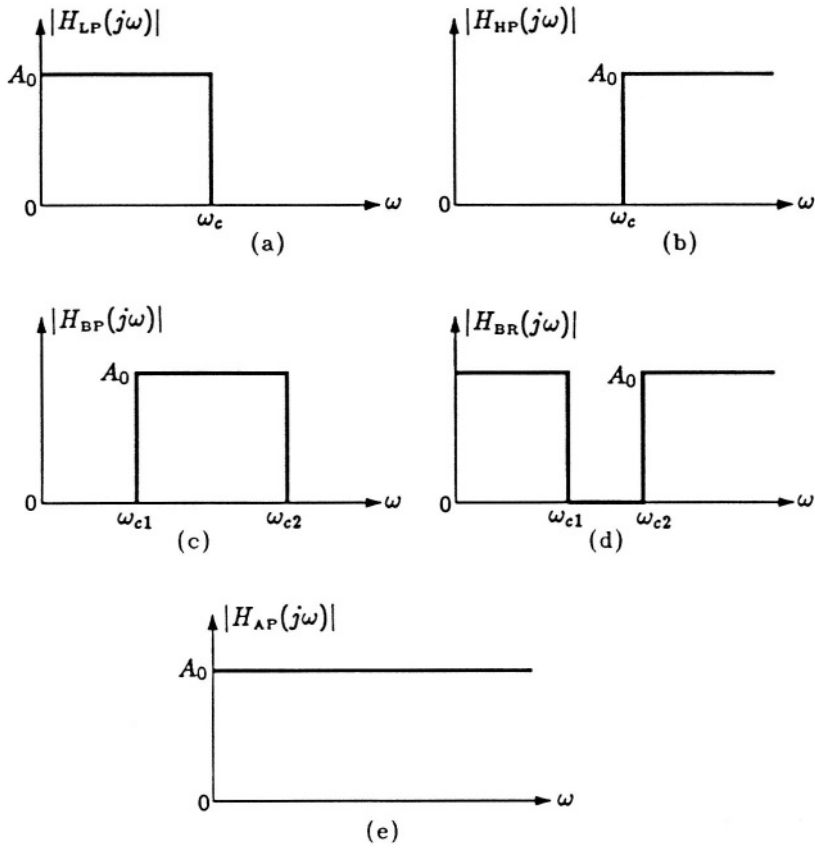 |H_LP(jω)|
A₀
0
ω_c
ω
(a)
|H_HP(jω)|
A₀
0
ω_c
ω
(b)
|H_BP(jω)|
A₀
0
ω_c1
ω_c2
ω
(c)
|H_BR(jω)|
A₀
0
ω_c1
ω_c2
ω
(d)
|H_AP(jω)|
A₀
0
ω
(e)